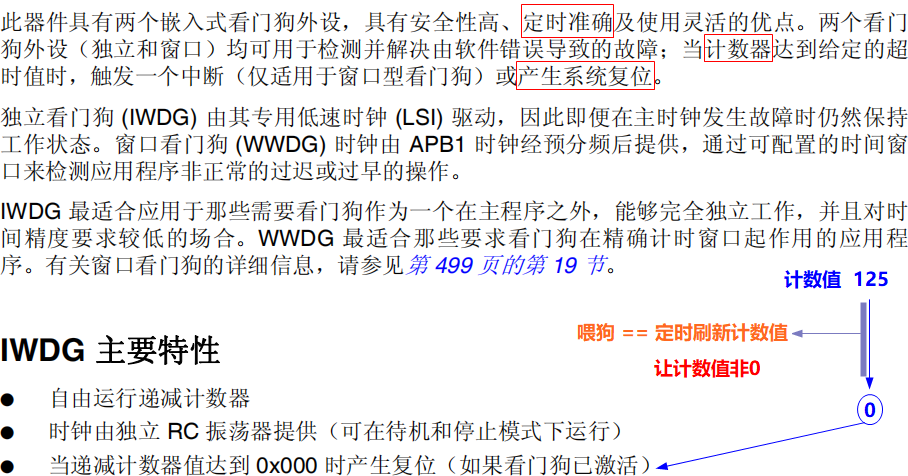 此器件具有两个嵌入式看门狗外设，具有安全性高、定时准确及使用灵活的优点。两个看门
狗外设（独立和窗口）均可用于检测并解决由软件错误导致的故障；当计数器达到给定的超
时值时，触发一个中断（仅适用于窗口型看门狗）或产生系统复位。
独立看门狗 (IWDG) 由其专用低速时钟 (LSI) 驱动，因此即便在主时钟发生故障时仍然保持
工作状态。窗口看门狗 (WWDG) 时钟由 APB1 时钟经预分频后提供，通过可配置的时间窗
口来检测应用程序非正常的过迟或过早的操作。
IWDG 最适合应用于那些需要看门狗作为一个在主程序之外，能够完全独立工作，并且对时
间精度要求较低的场合。WWDG 最适合那些要求看门狗在精确计时窗口起作用的应用程
序。有关窗口看门狗的详细信息，请参见第 499 页的第 19 节。
计数值 125
喂狗 == 定时刷新计数值
让计数值非0
0
IWDG 主要特性
● 自由运行递减计数器
● 时钟由独立 RC 振荡器提供（可在待机和停止模式下运行）
● 当递减计数器值达到 0x000 时产生复位（如果看门狗已激活）